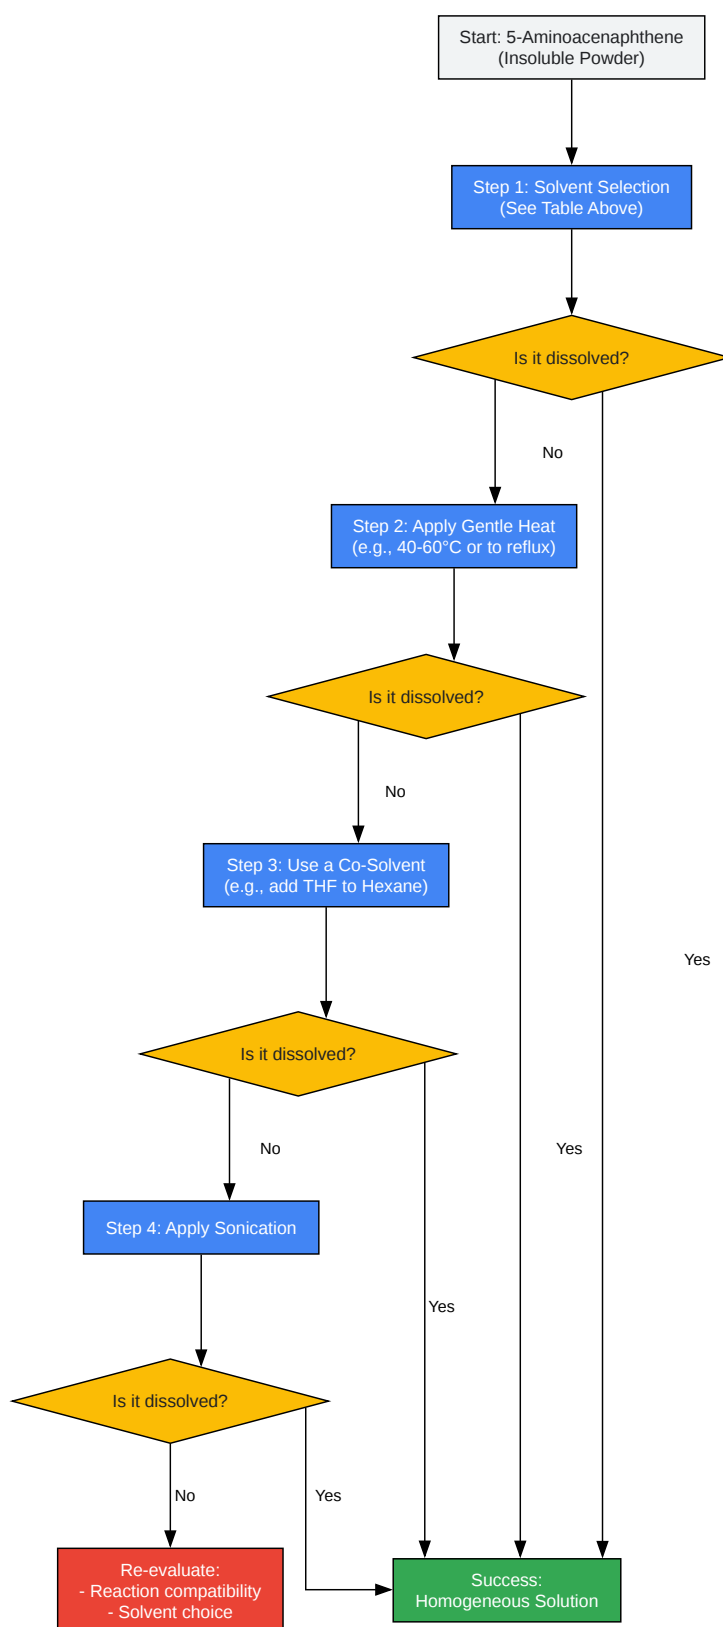 Start: 5-Aminoacenaphthene
(Insoluble Powder)
Step 1: Solvent Selection
(See Table Above)
Is it dissolved?
No
Step 2: Apply Gentle Heat
(e.g., 40-60°C or to reflux)
Is it dissolved?
No
Step 3: Use a Co-Solvent
(e.g., add THF to Hexane)
Yes
Is it dissolved?
No
Yes
Step 4: Apply Sonication
Yes
Is it dissolved?
No
Yes
Re-evaluate:
- Reaction compatibility
- Solvent choice
Success:
Homogeneous Solution